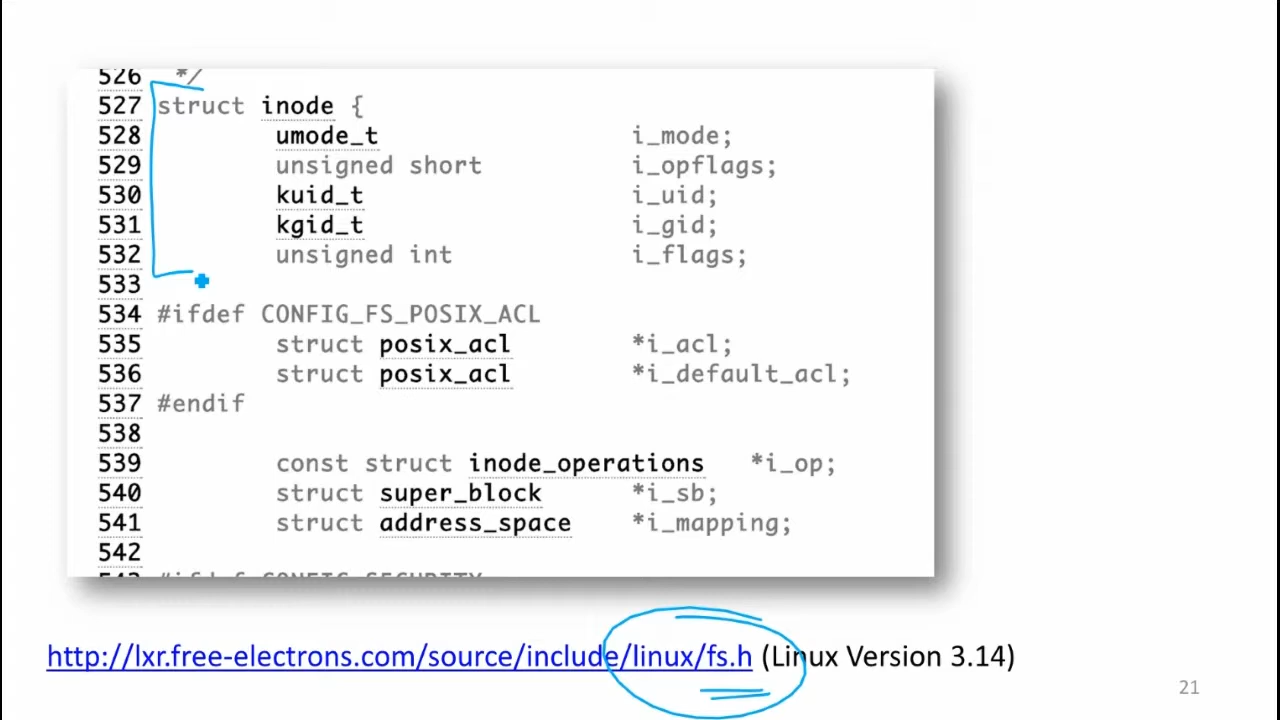 526 */
527 struct inode {
528 umode_t i_mode;
529 unsigned short i_opflags;
530 kuid_t i_uid;
531 kgid_t i_gid;
532 unsigned int i_flags;
533
534 #ifdef CONFIG_FS_POSIX_ACL
535 struct posix_acl *i_acl;
536 struct posix_acl *i_default_acl;
537 #endif
538
539 const struct inode_operations *i_op;
540 struct super_block *i_sb;
541 struct address_space *i_mapping;
542
543 #ifdef CONFIG_SECURITY
http://lxr.free-electrons.com/source/include/linux/fs.h (Linux Version 3.14)
21